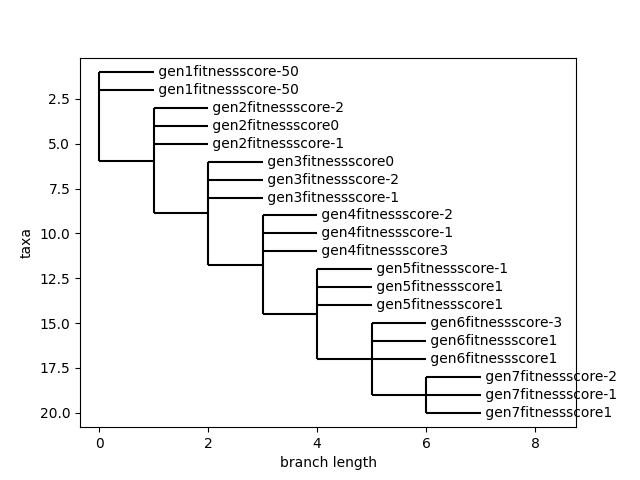 gen1fitnessscore-50
gen1fitnessscore-50
gen2fitnessscore-2
gen2fitnessscore0
gen2fitnessscore-1
gen3fitnessscore0
gen3fitnessscore-2
gen3fitnessscore-1
gen4fitnessscore-2
gen4fitnessscore-1
gen4fitnessscore3
gen5fitnessscore-1
gen5fitnessscore1
gen5fitnessscore1
gen6fitnessscore-3
gen6fitnessscore1
gen6fitnessscore1
gen7fitnessscore-2
gen7fitnessscore-1
gen7fitnessscore1
2.5
5.0
7.5
10.0
12.5
15.0
17.5
20.0
taxa
0 2 4 6 8
branch length